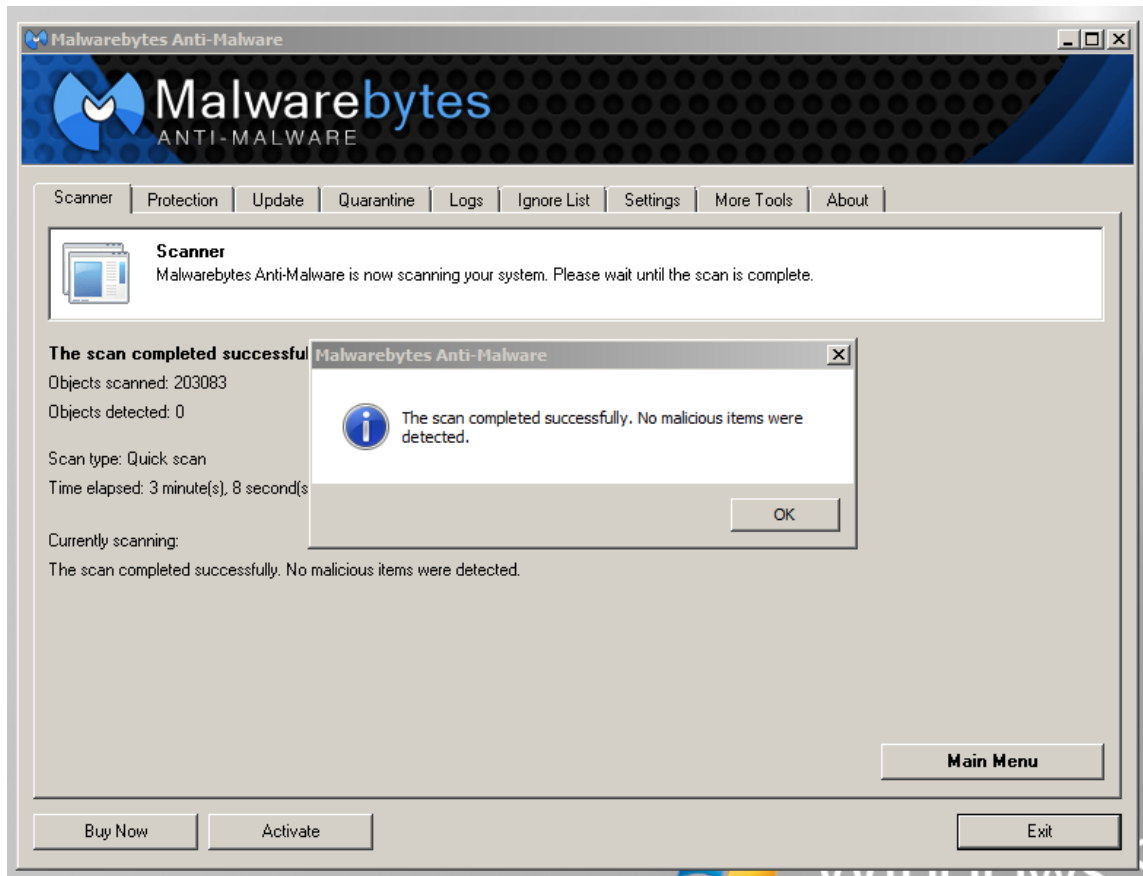 Malwarebytes Anti-Malware
Malwarebytes
ANTI-MALWARE
Scanner Protection Update Quarantine Logs Ignore List Settings More Tools About
Scanner
Malwarebytes Anti-Malware is now scanning your system. Please wait until the scan is complete.
The scan completed successful
Objects scanned: 203083
Objects detected: 0
Scan type: Quick scan
Time elapsed: 3 minute(s), 8 second(s
Currently scanning:
The scan completed successfully. No malicious items were detected.
Malwarebytes Anti-Malware
The scan completed successfully. No malicious items were
detected.
OK
Main Menu
Buy Now Activate Exit